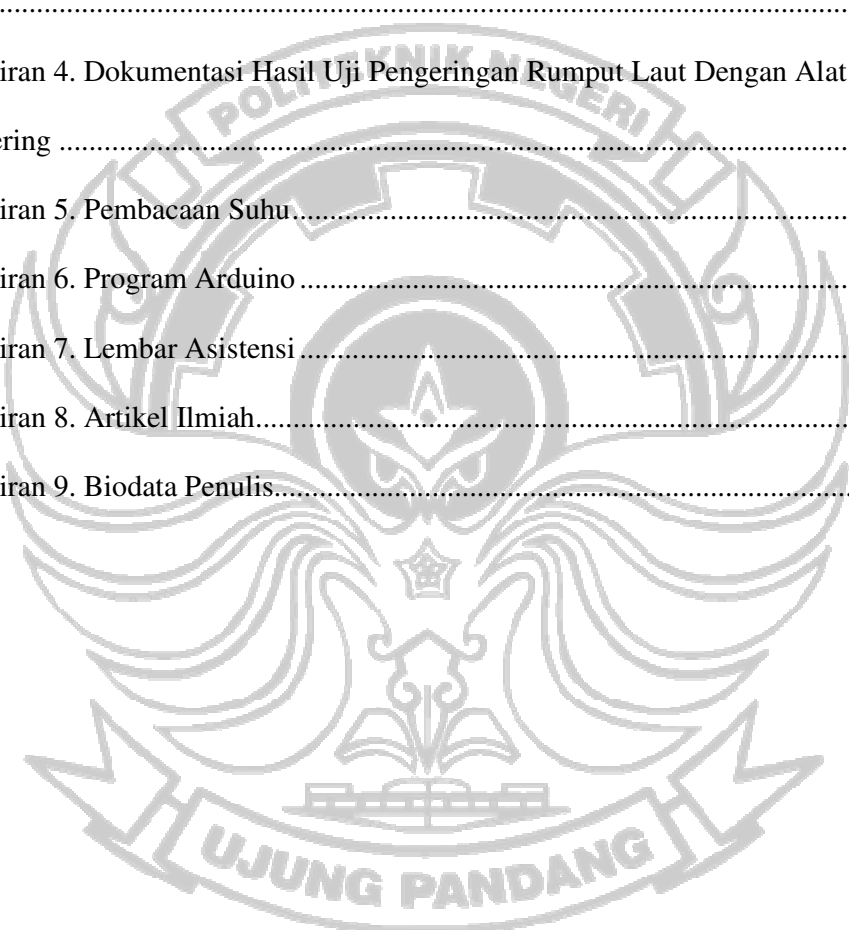 ....................................................................................................
iran 4. Dokumentasi Hasil Uji Pengeringan Rumput Laut Dengan Alat
ering ....................................................................................................
iran 5. Pembacaan Suhu....................................................................................
iran 6. Program Arduino ..................................................................................
iran 7. Lembar Asistensi ..................................................................................
iran 8. Artikel Ilmiah........................................................................................
iran 9. Biodata Penulis......................................................................................
POLITEKNIK NEGERI
UJUNG PANDANG